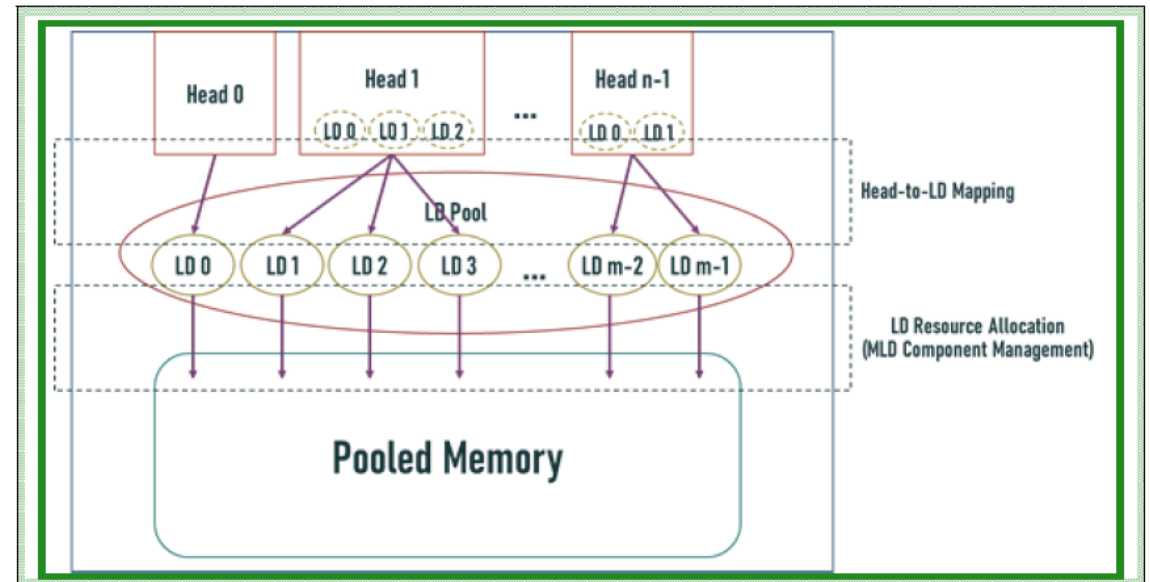 Head 0
Head 1
Head n-1
LD 0
LD 1
LD 2
...
LD 0
LD 1
Head-to-LD Mapping
LD Pool
LD 0
LD 1
LD 2
LD 3
...
LD m-2
LD m-1
LD Resource Allocation
(MLD Component Management)
Pooled Memory